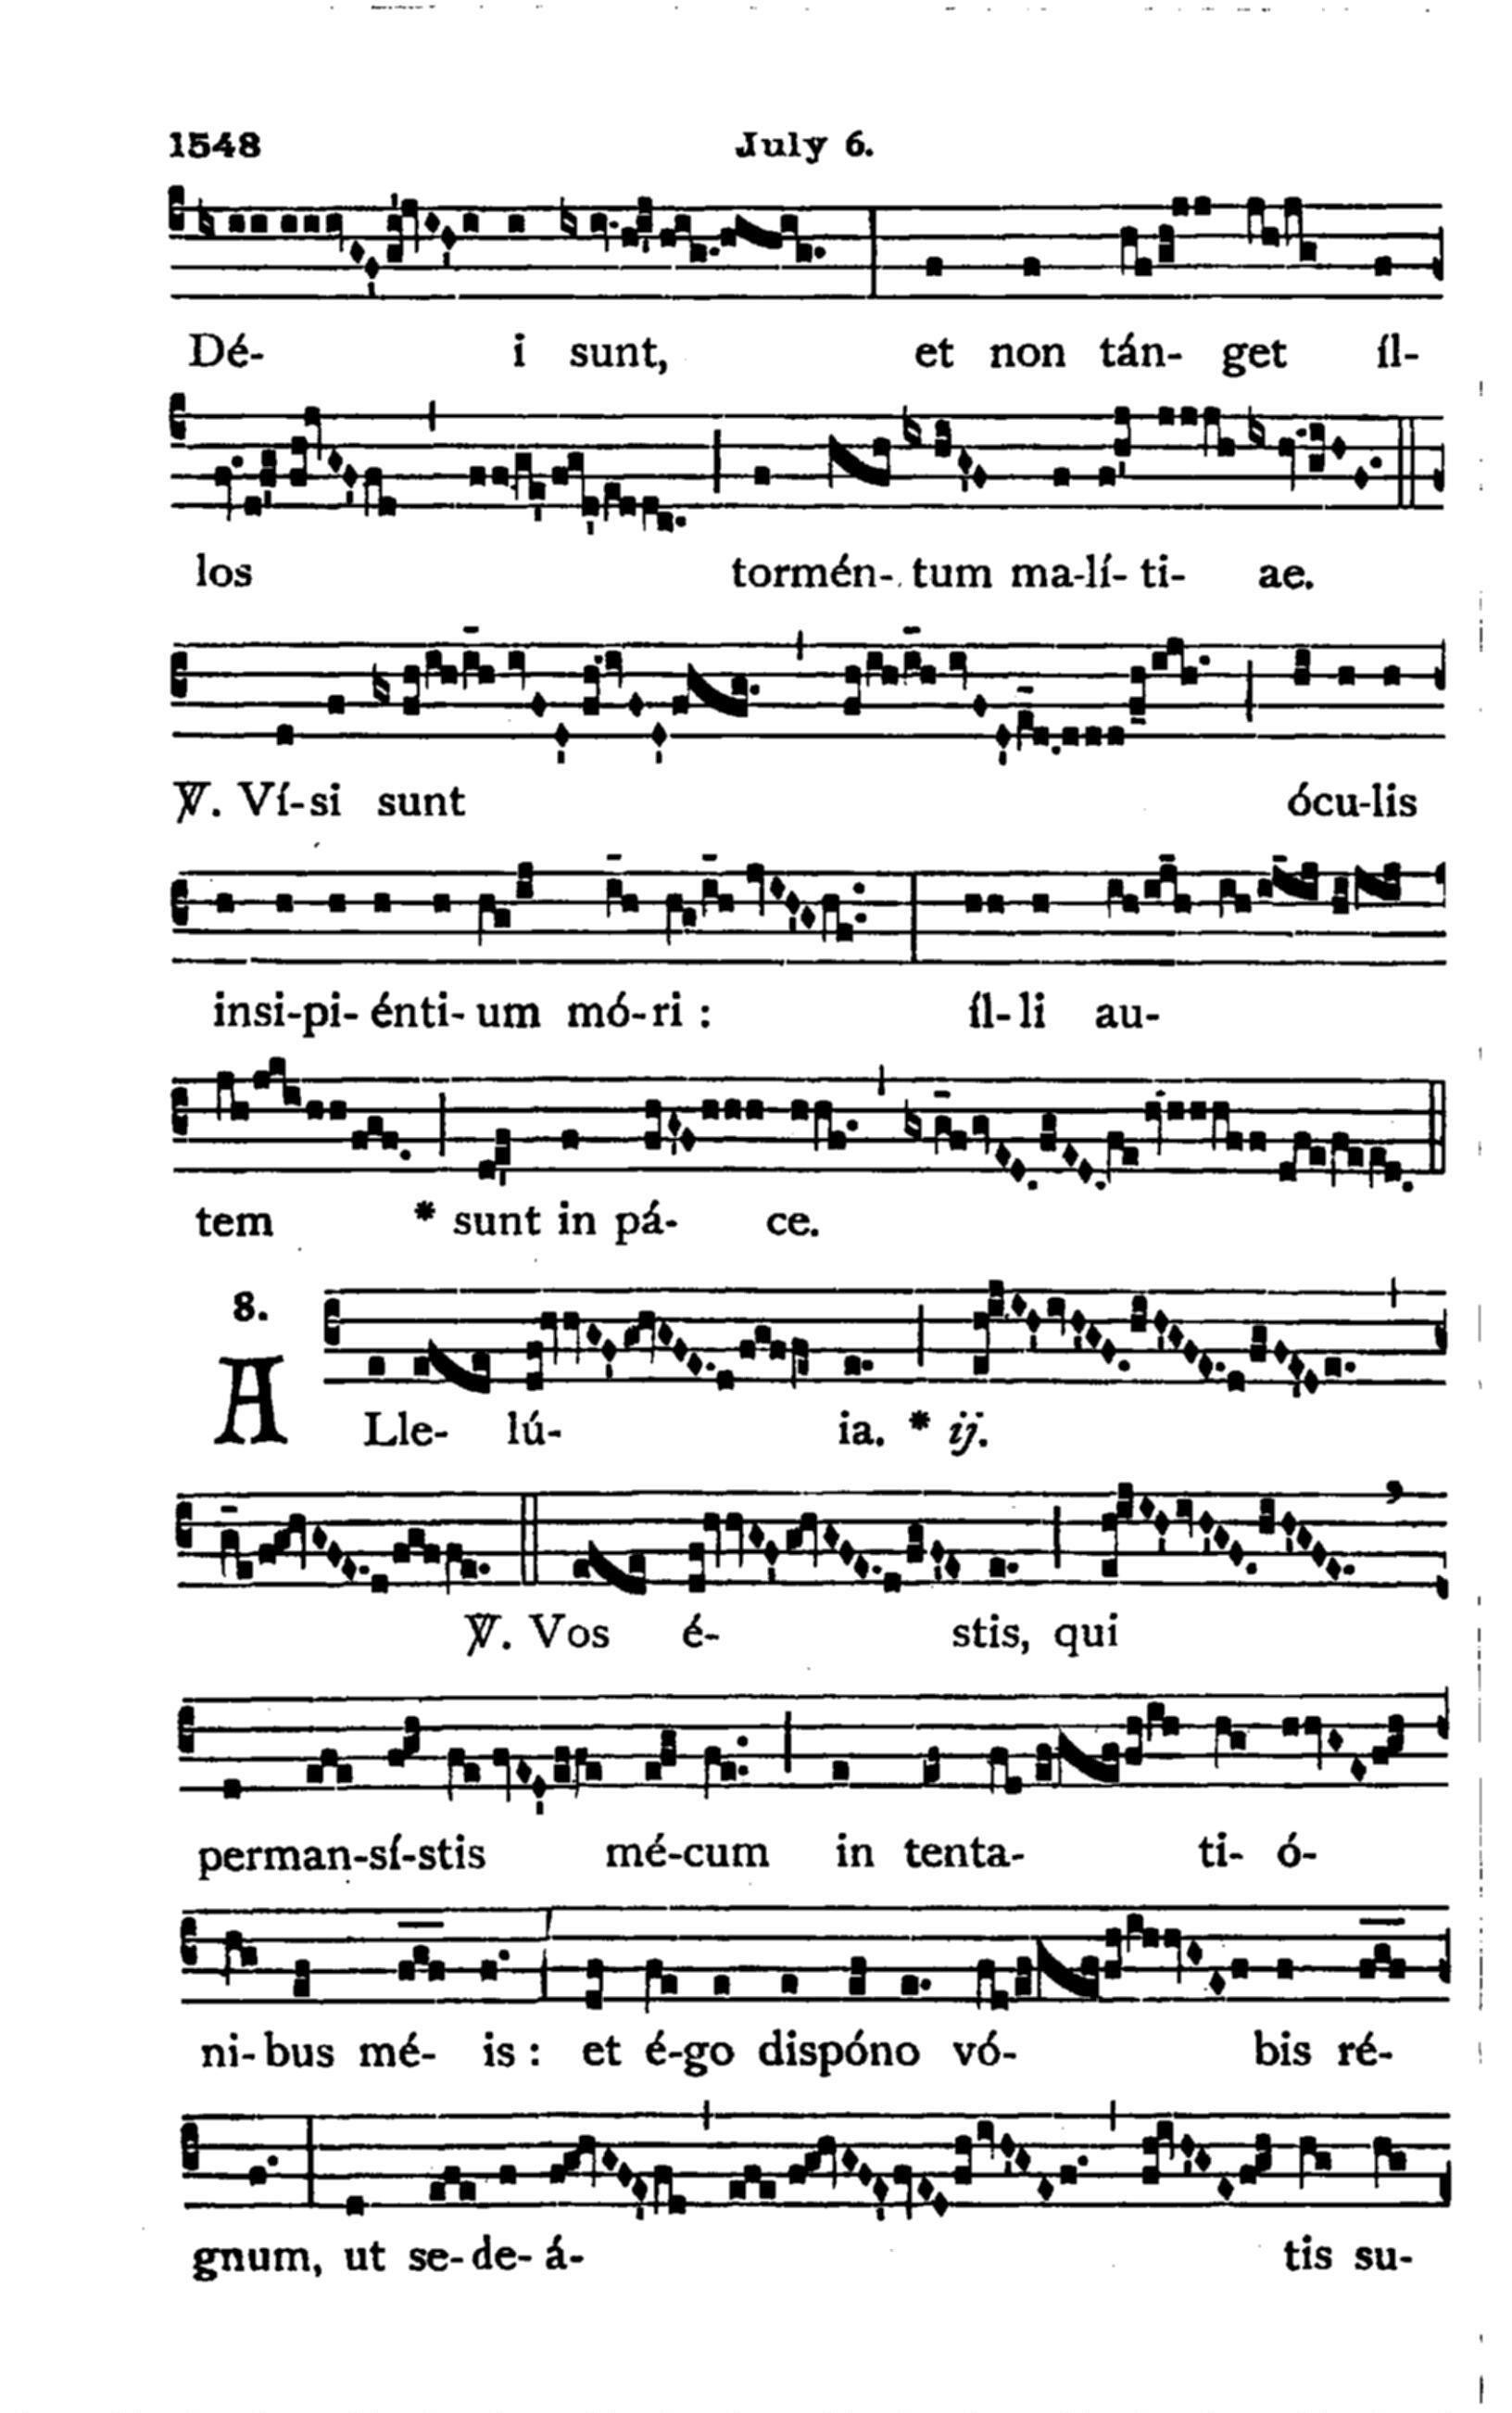 1548 July 6.
Dé- i sunt, et non tán- get íl-
los tormén- tum ma-lí- ti- ae.
℣. Ví-si sunt ócu-lis
insi-pi- énti- um mó-ri : íl- li au-
tem * sunt in pá- ce.
8.
A Lle- lú- ia. * ij.
℣. Vos é- stis, qui
perman-sí-stis mé-cum in tenta- ti- ó-
ni- bus mé- is : et é-go dispóno vó- bis ré-
gnum, ut se- de- á- tis su-